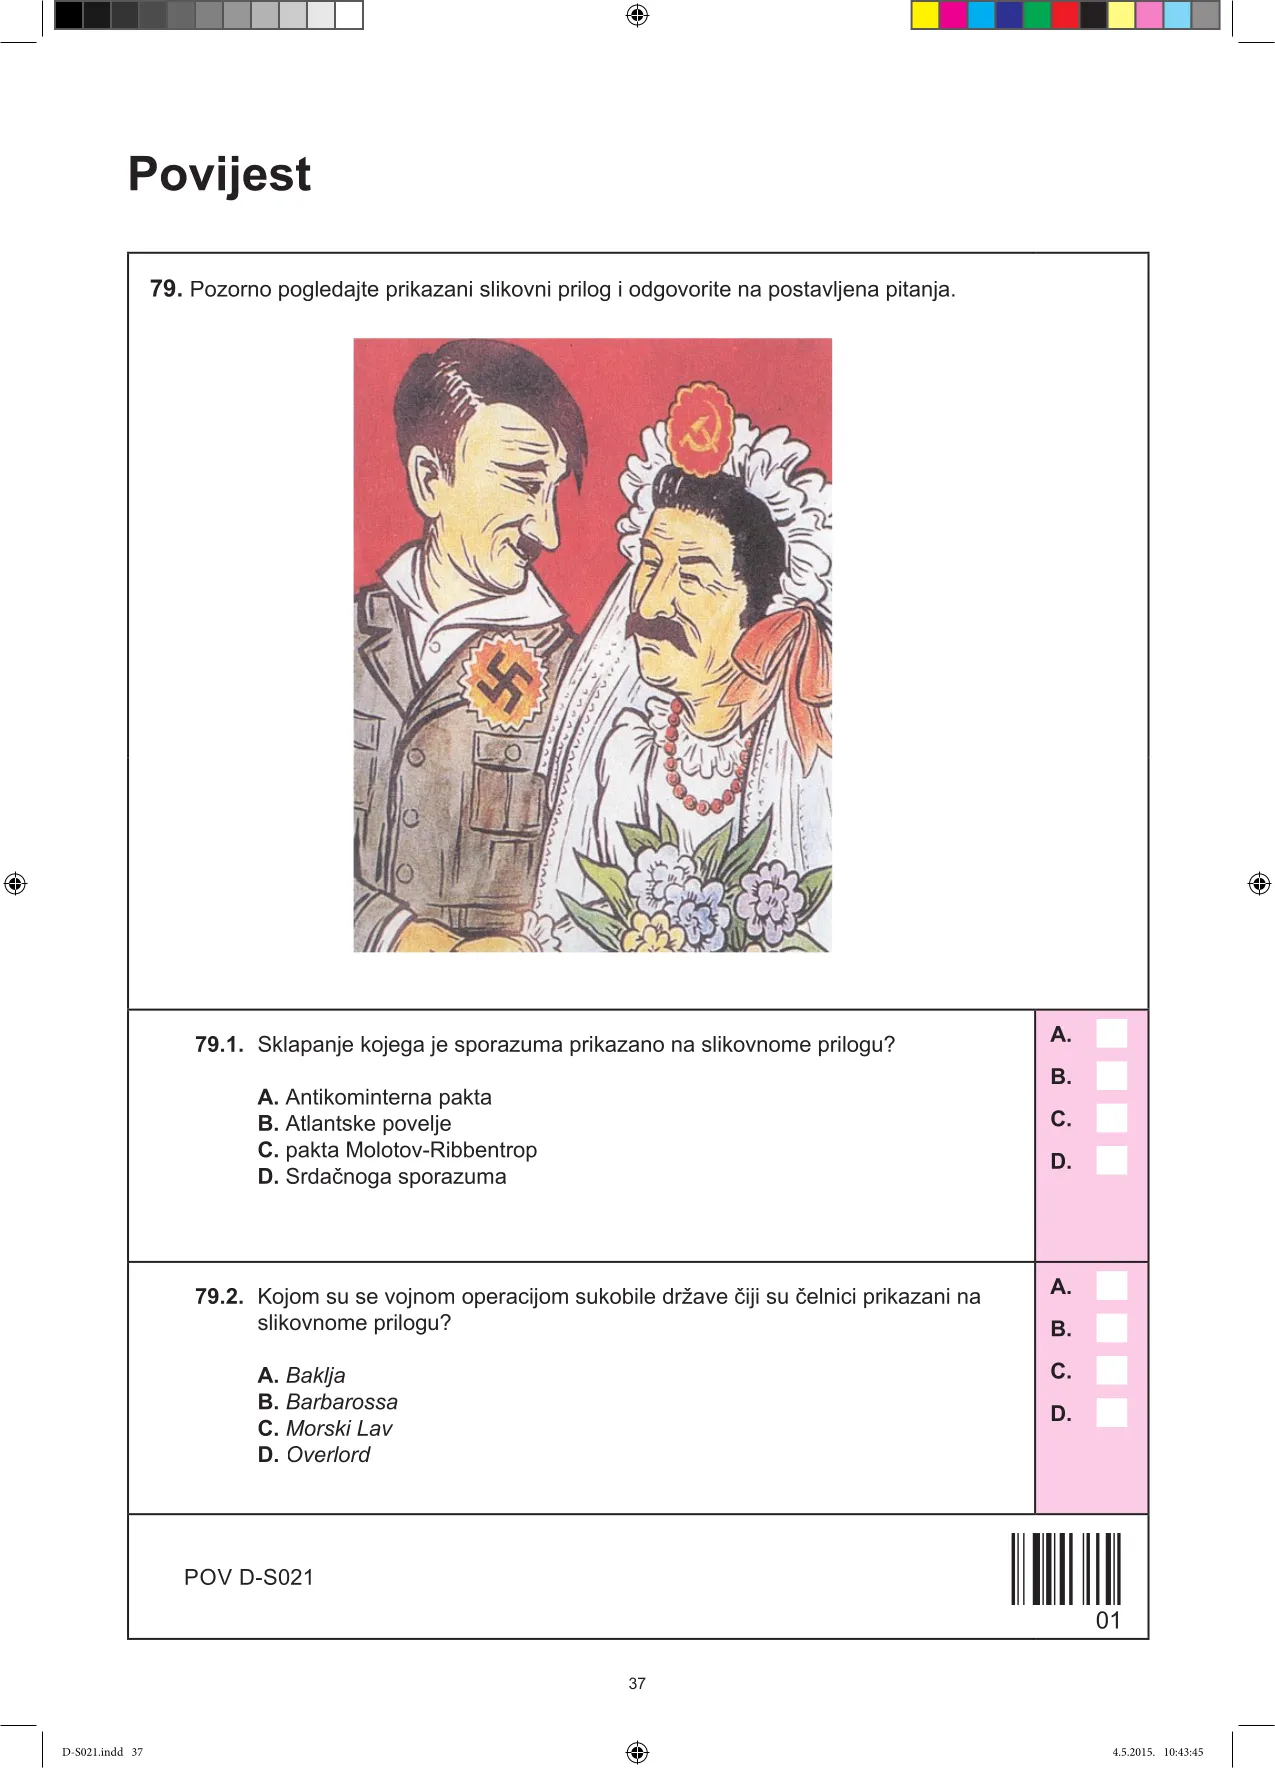 Povijest
79. Pozorno pogledajte prikazani slikovni prilog i odgovorite na postavljena pitanja.
79.1. Sklapanje kojega je sporazuma prikazano na slikovnome prilogu?
A. Antikominterna pakta
B. Atlantske povelje
C. pakta Molotov-Ribbentrop
D. Srdačnoga sporazuma
A.
B.
C.
D.
79.2. Kojom su se vojnom operacijom sukobile države čiji su čelnici prikazani na
slikovnome prilogu?
A. Baklja
B. Barbarossa
C. Morski Lav
D. Overlord
A.
B.
C.
D.
POV D-S021
01
37
D-S021.indd 37
4.5.2015. 10:43:45